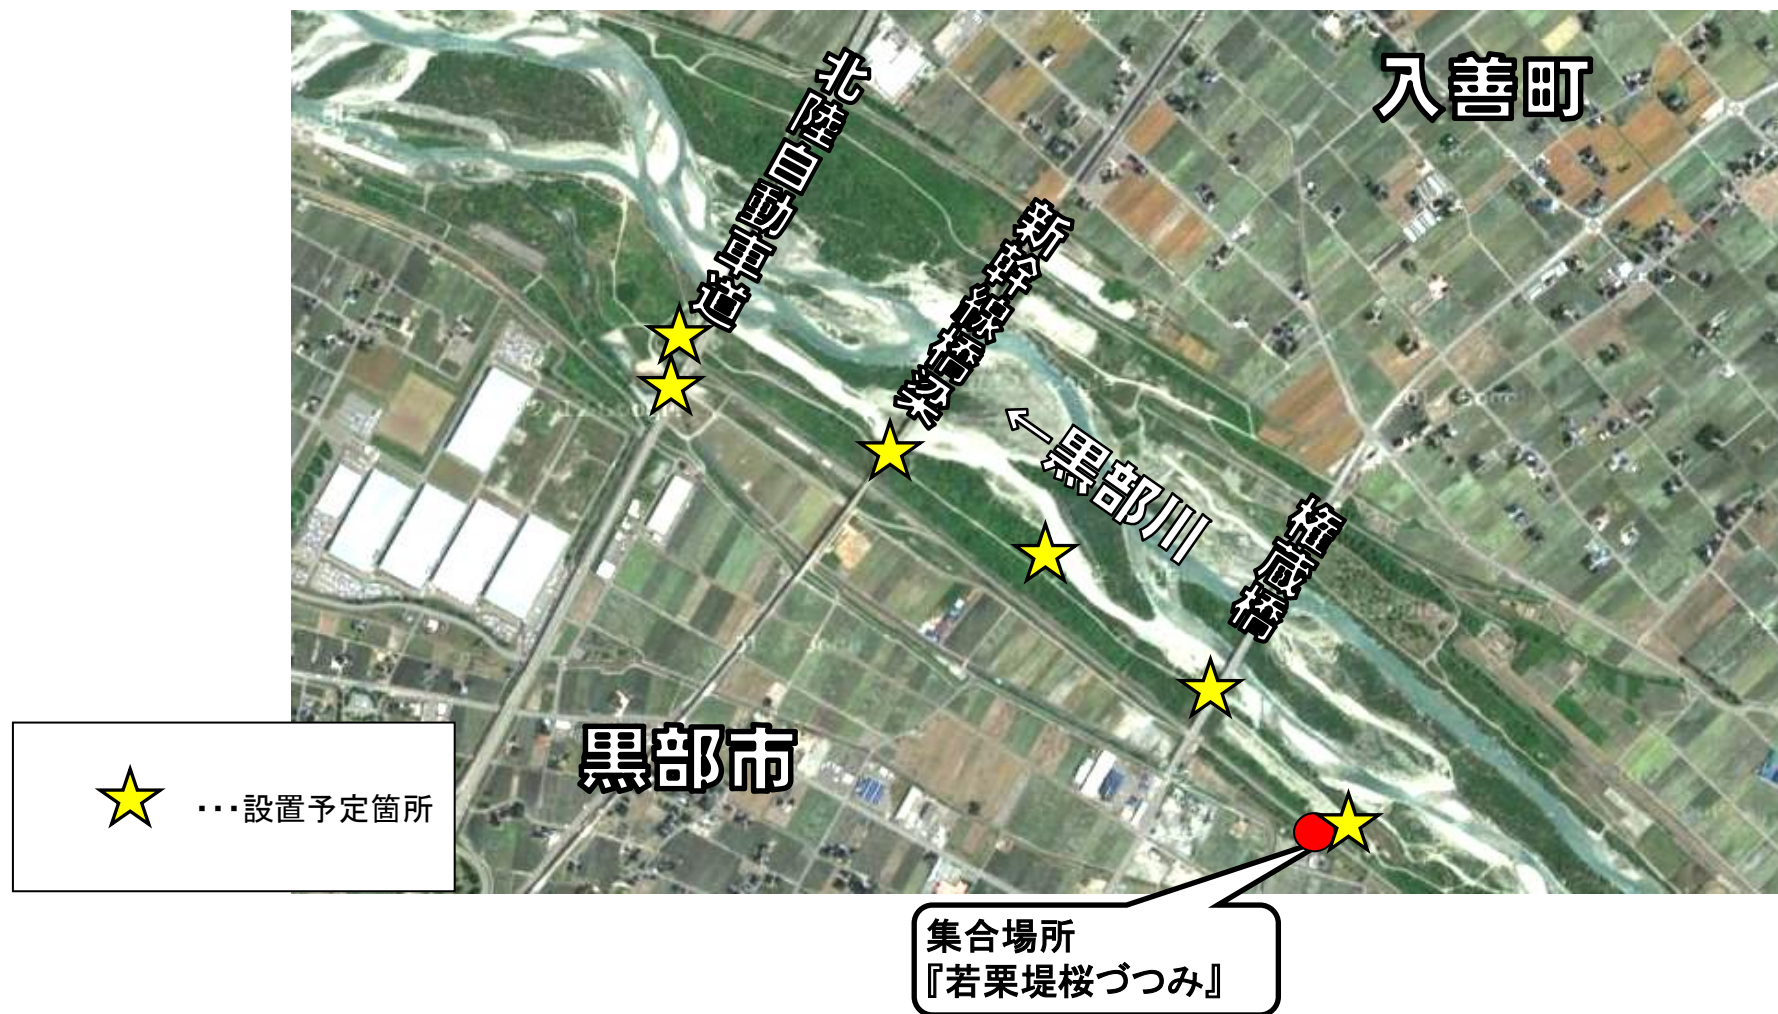 入善町
北陸自動車道
新幹線橋梁
←黒部川
権蔵橋
黒部市
★・・・設置予定箇所
集合場所
『若栗堤桜づつみ』